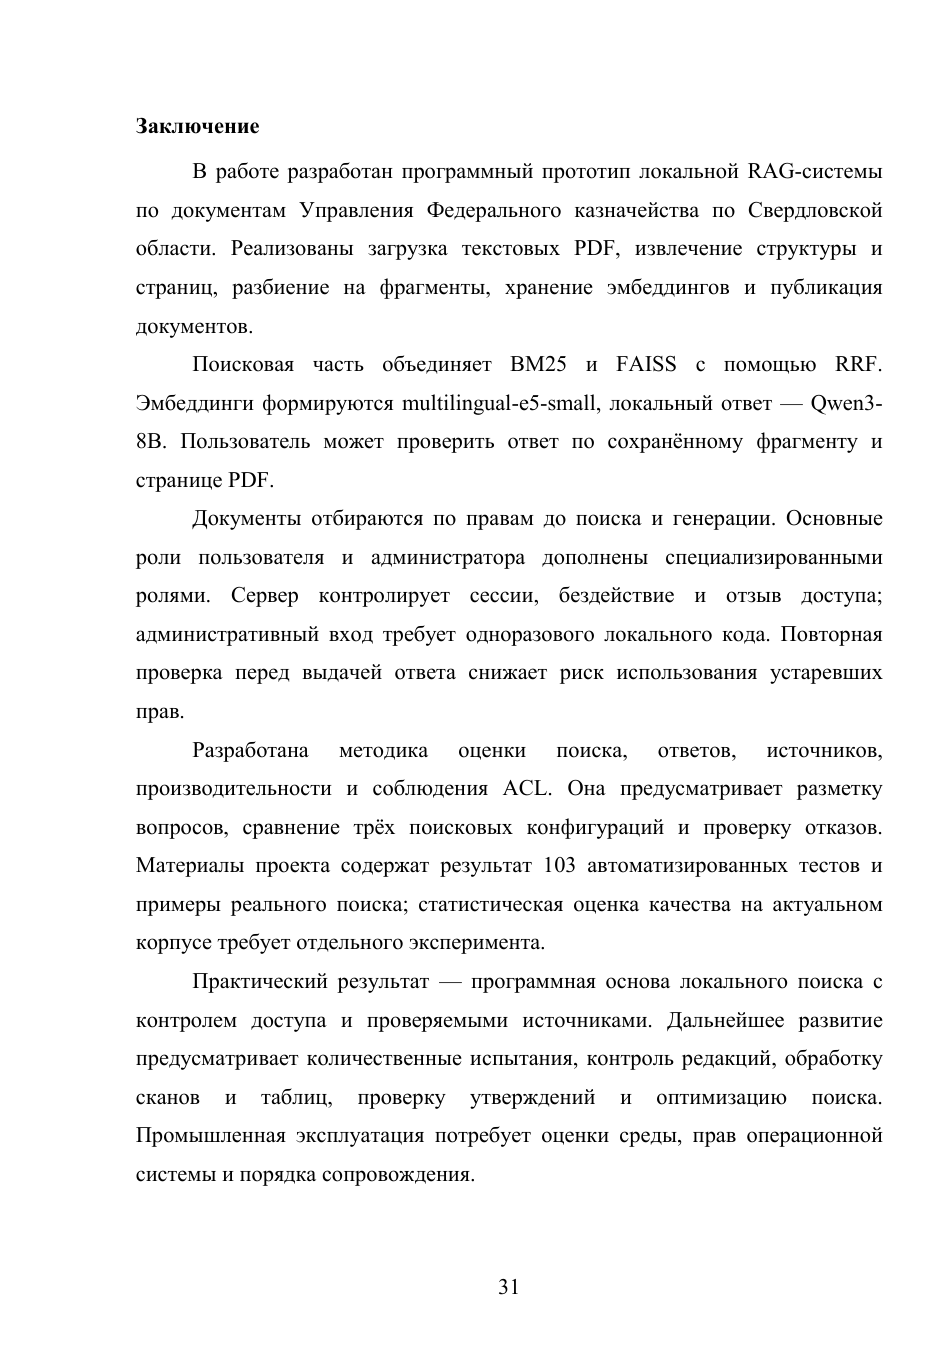 Заключение
В работе разработан программный прототип локальной RAG-системы
по документам Управления Федерального казначейства по Свердловской
области. Реализованы загрузка текстовых PDF, извлечение структуры и
страниц, разбиение на фрагменты, хранение эмбеддингов и публикация
документов.
Поисковая часть объединяет BM25 и FAISS с помощью RRF.
Эмбеддинги формируются multilingual-e5-small, локальный ответ — Qwen3-
8B. Пользователь может проверить ответ по сохранённому фрагменту и
странице PDF.
Документы отбираются по правам до поиска и генерации. Основные
роли пользователя и администратора дополнены специализированными
ролями. Сервер контролирует сессии, бездействие и отзыв доступа;
административный вход требует одноразового локального кода. Повторная
проверка перед выдачей ответа снижает риск использования устаревших
прав.
Разработана методика оценки поиска, ответов, источников,
производительности и соблюдения ACL. Она предусматривает разметку
вопросов, сравнение трёх поисковых конфигураций и проверку отказов.
Материалы проекта содержат результат 103 автоматизированных тестов и
примеры реального поиска; статистическая оценка качества на актуальном
корпусе требует отдельного эксперимента.
Практический результат — программная основа локального поиска с
контролем доступа и проверяемыми источниками. Дальнейшее развитие
предусматривает количественные испытания, контроль редакций, обработку
сканов и таблиц, проверку утверждений и оптимизацию поиска.
Промышленная эксплуатация потребует оценки среды, прав операционной
системы и порядка сопровождения.
31